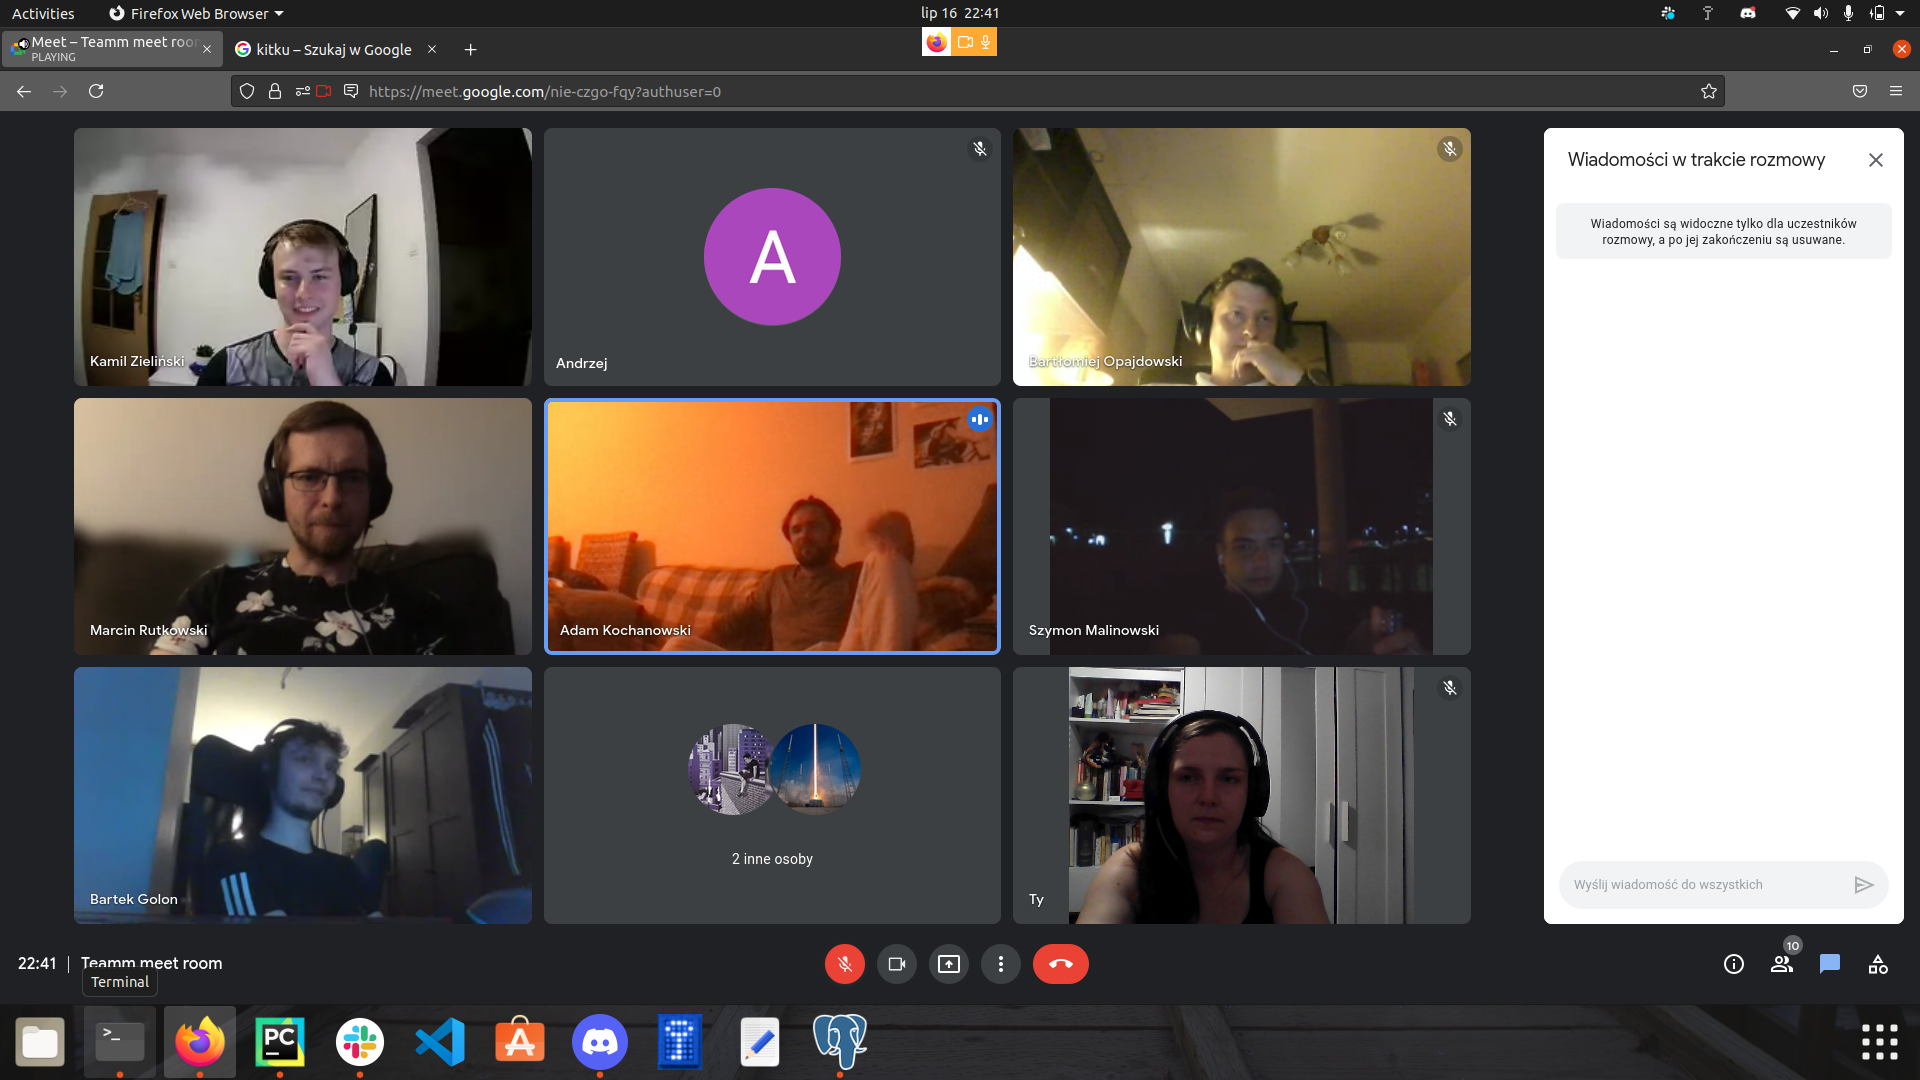 Activities
Firefox Web Browser
lip 16 22:41
Meet – Teamm meet roo
PLAYING
kitku – Szukaj w Google
https://meet.google.com/nie-czgo-fqy?authuser=0
Kamil Zieliński
A
Andrzej
Bartłomiej Opajdowski
Marcin Rutkowski
Adam Kochanowski
Szymon Malinowski
Bartek Golon
2 inne osoby
Ty
Wiadomości w trakcie rozmowy
Wiadomości są widoczne tylko dla uczestników
rozmowy, a po jej zakończeniu są usuwane.
Wyślij wiadomość do wszystkich
22:41
Teamm meet room
10
Terminal
>_
PC